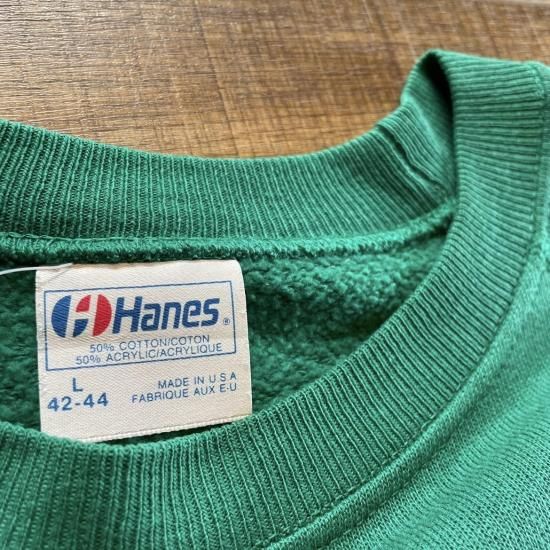 Hanes®
50% COTTON/COTON
50% ACRYLIC/ACRYLIQUE
L
42-44
MADE IN U S A
FABRIQUE AUX E-U